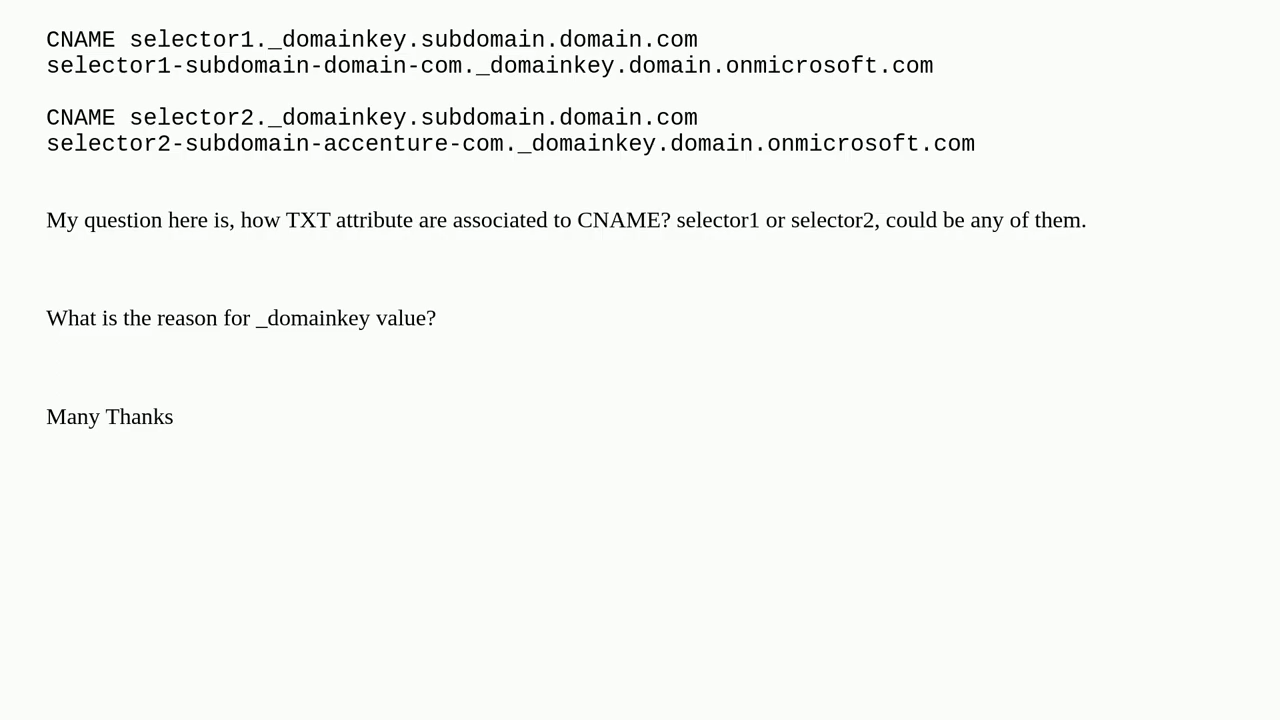 CNAME selector1._domainkey.subdomain.domain.com
selector1-subdomain-domain-com._domainkey.domain.onmicrosoft.com
CNAME selector2._domainkey.subdomain.domain.com
selector2-subdomain-accenture-com._domainkey.domain.onmicrosoft.com
My question here is, how TXT attribute are associated to CNAME? selector1 or selector2, could be any of them.
What is the reason for _domainkey value?
Many Thanks